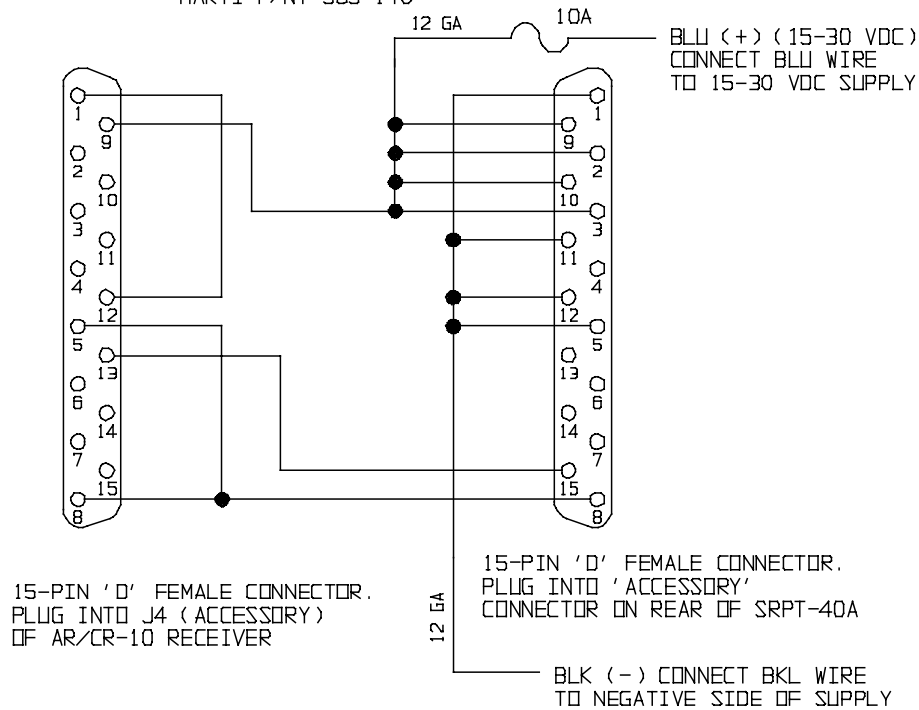 MARTI
12 GA
10A
BLU (+) (15-30 VDC)
CONNECT BLU WIRE
TO 15-30 VDC SUPPLY
1
9
2
10
3
11
4
12
5
13
6
14
7
15
8
1
9
2
10
3
11
4
12
5
13
6
14
7
15
8
15-PIN 'D' FEMALE CONNECTOR.
PLUG INTO J4 (ACCESSORY)
OF AR/CR-10 RECEIVER
12 GA
15-PIN 'D' FEMALE CONNECTOR.
PLUG INTO 'ACCESSORY'
CONNECTOR ON REAR OF SRPT-40A
BLK (-) CONNECT BKL WIRE
TO NEGATIVE SIDE OF SUPPLY